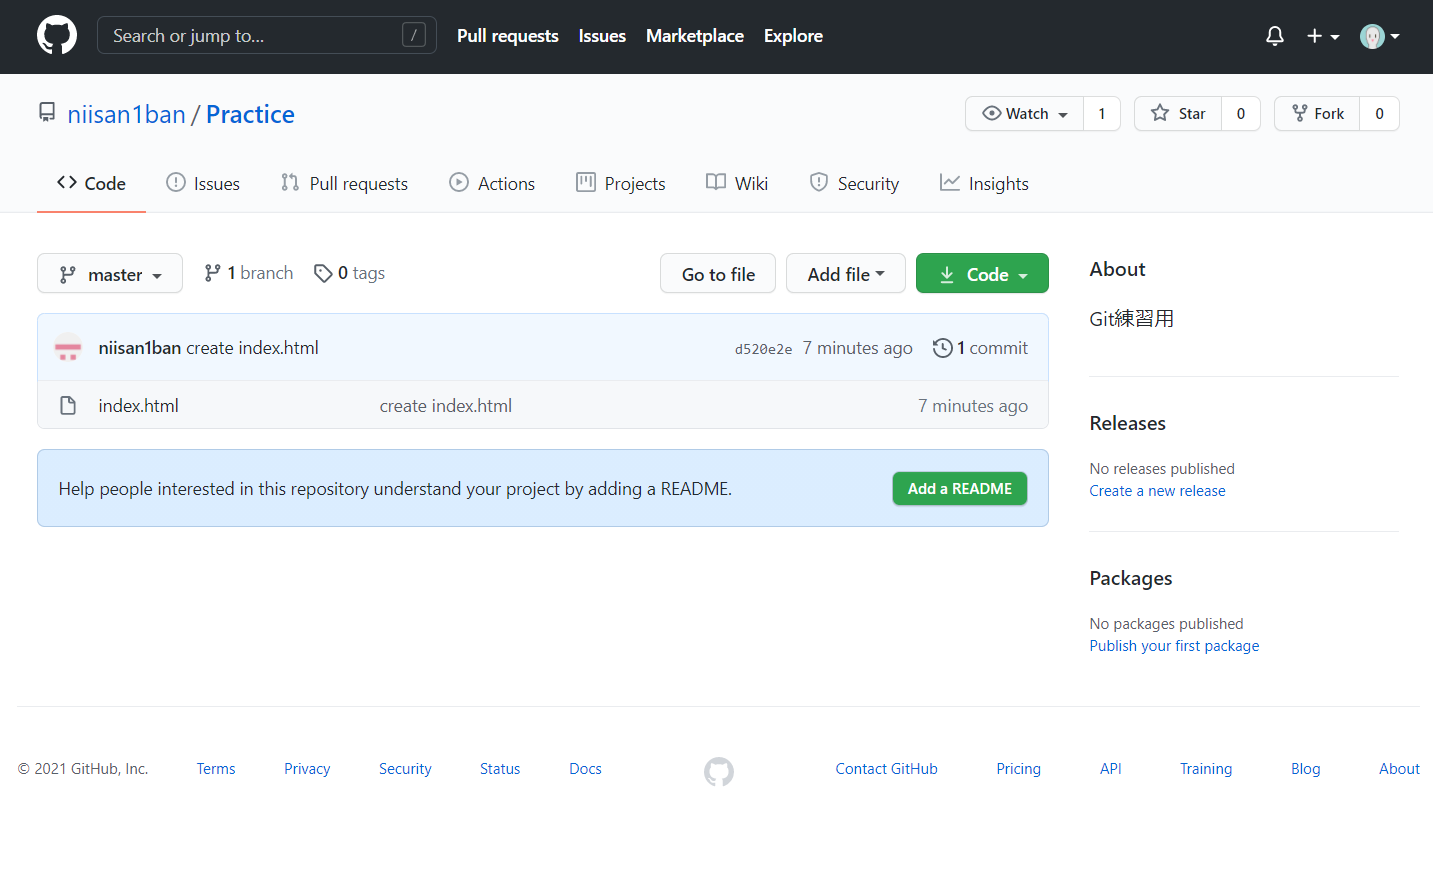 Search or jump to... /
Pull requests Issues Marketplace Explore
niisan1ban / Practice
Watch 1 Star 0 Fork 0
Code Issues Pull requests Actions Projects Wiki Security Insights
master 1 branch 0 tags Go to file Add file Code
niisan1ban create index.html d520e2e 7 minutes ago 1 commit
index.html create index.html 7 minutes ago
Help people interested in this repository understand your project by adding a README. Add a README
About
Git練習用
Releases
No releases published
Create a new release
Packages
No packages published
Publish your first package
© 2021 GitHub, Inc. Terms Privacy Security Status Docs Contact GitHub Pricing API Training Blog About